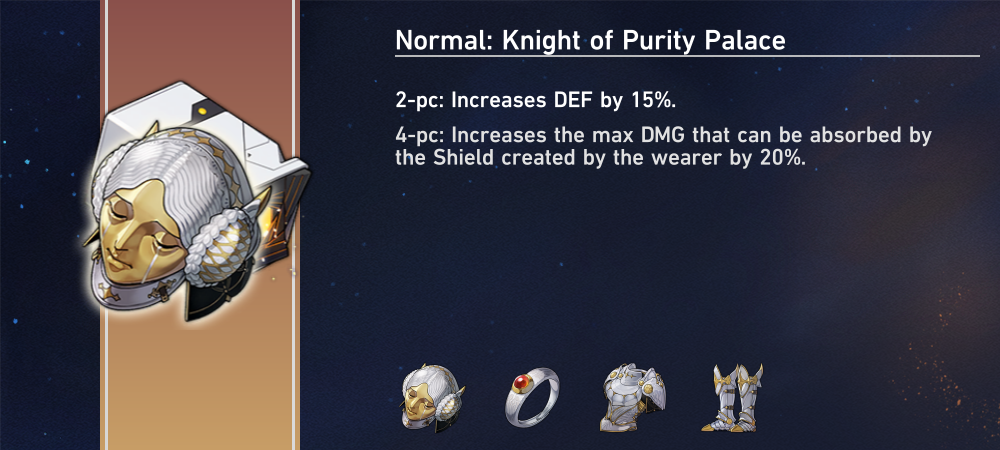 Normal: Knight of Purity Palace
2-pc: Increases DEF by 15%.
4-pc: Increases the max DMG that can be absorbed by
the Shield created by the wearer by 20%.